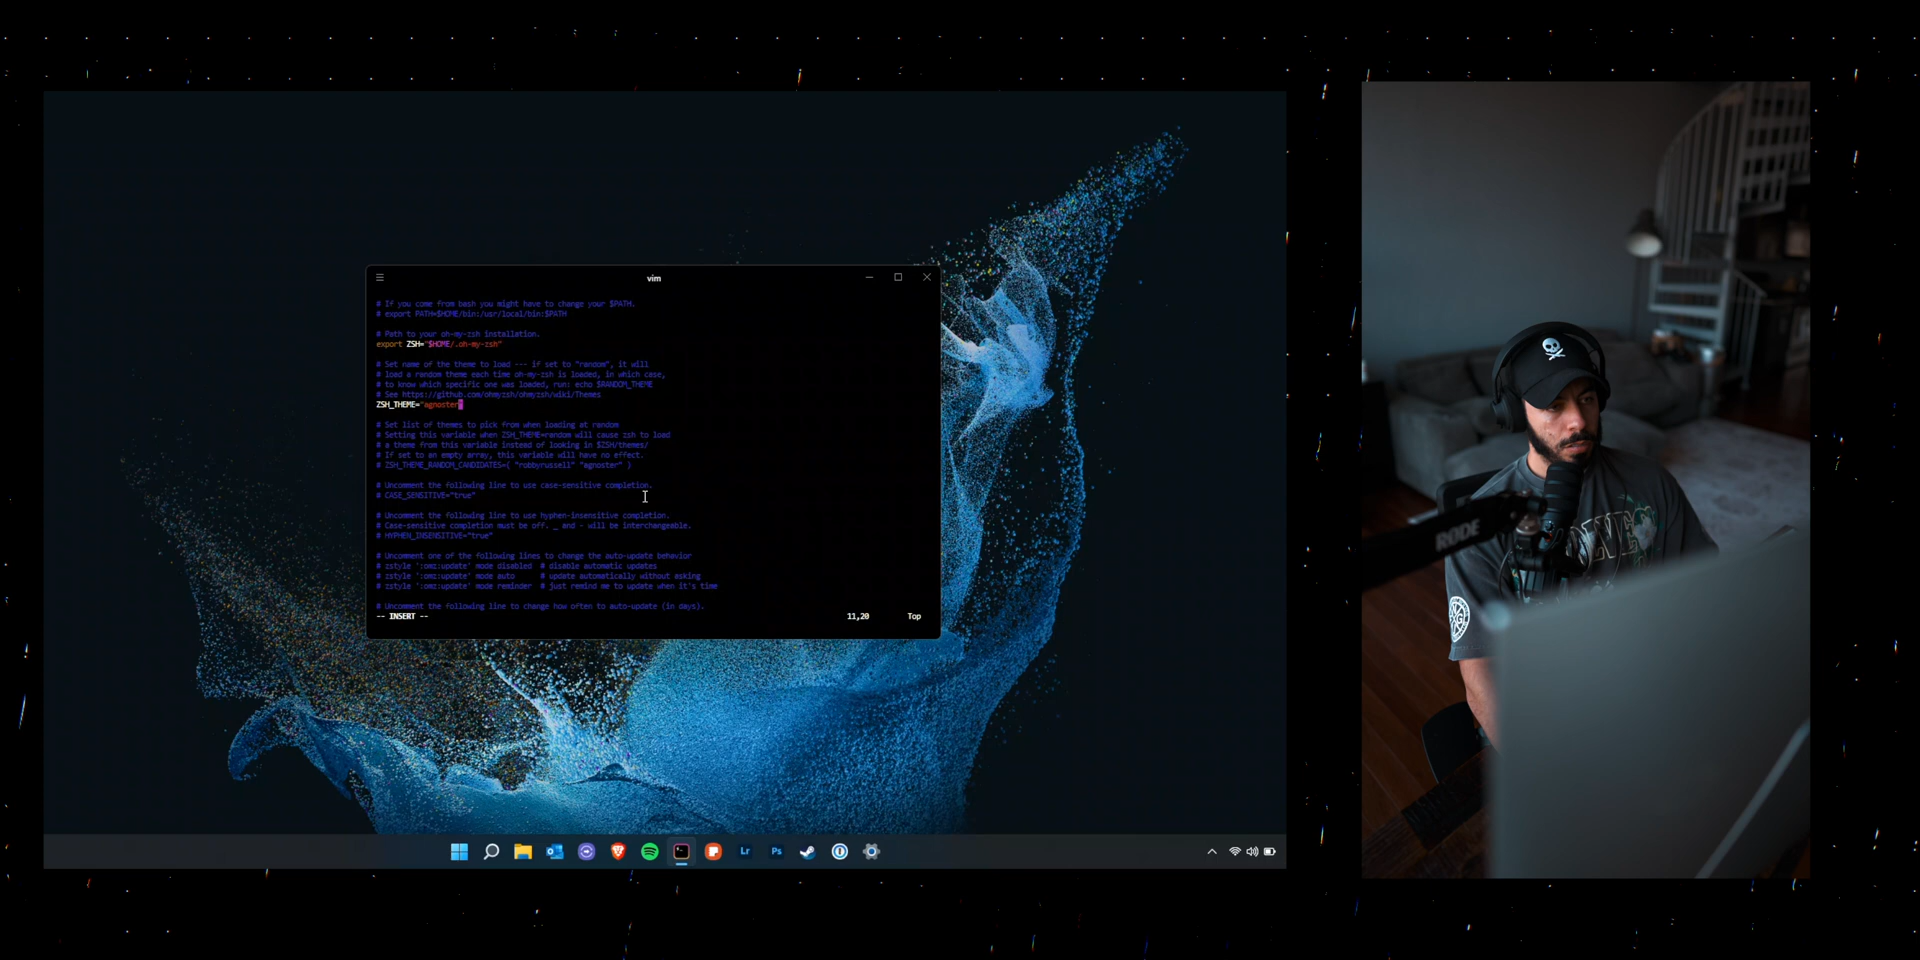 vim
# If you come from bash you might have to change your $PATH.
# export PATH=$HOME/bin:/usr/local/bin:$PATH
# Path to your oh-my-zsh installation.
export ZSH="$HOME/.oh-my-zsh"
# Set name of the theme to load --- if set to "random", it will
# load a random theme each time oh-my-zsh is loaded, in which case,
# to know which specific one was loaded, run: echo $RANDOM_THEME
# See https://github.com/ohmyzsh/ohmyzsh/wiki/Themes
ZSH_THEME="agnoster"
# Set list of themes to pick from when loading at random
# Setting this variable when ZSH_THEME=random will cause zsh to load
# a theme from this variable instead of looking in $ZSH/themes/
# If set to an empty array, this variable will have no effect.
# ZSH_THEME_RANDOM_CANDIDATES=( "robbyrussell" "agnoster" )
# Uncomment the following line to use case-sensitive completion.
# CASE_SENSITIVE="true"
# Uncomment the following line to use hyphen-insensitive completion.
# Case-sensitive completion must be off. _ and - will be interchangeable.
# HYPHEN_INSENSITIVE="true"
# Uncomment one of the following lines to change the auto-update behavior
# zstyle ':omz:update' mode disabled  # disable automatic updates
# zstyle ':omz:update' mode auto      # update automatically without asking
# zstyle ':omz:update' mode reminder  # just remind me to update when it's time
# Uncomment the following line to change how often to auto-update (in days).
-- INSERT -- 11,20 Top
Lr Ps
RØDE